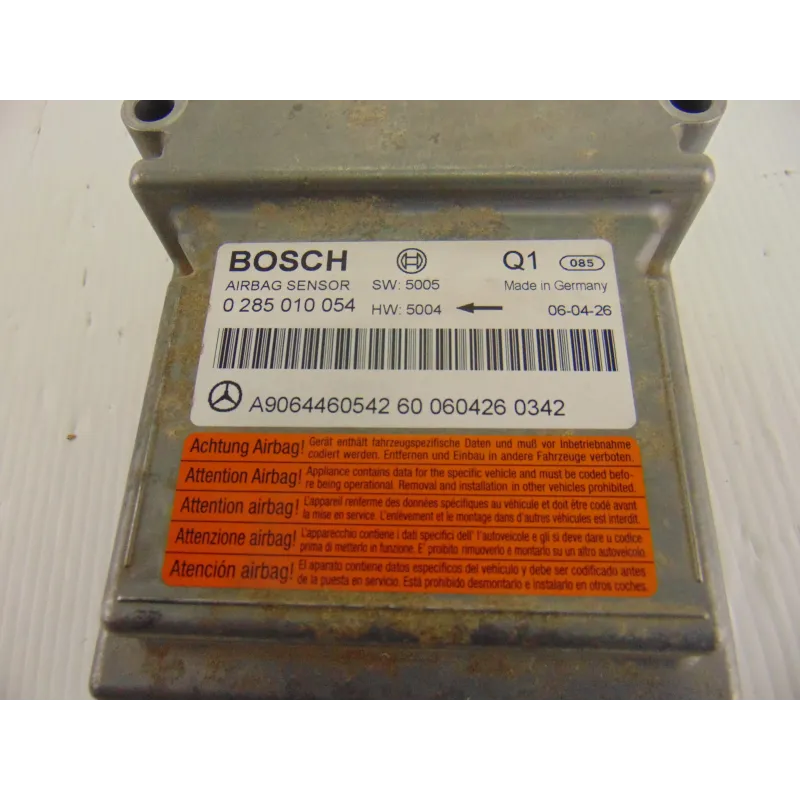 BOSCH Q1 085
AIRBAG SENSOR SW: 5005 Made in Germany
0 285 010 054 HW: 5004 06-04-26
A9064460542 60 060426 0342
Achtung Airbag! Gerät enthält fahrzeugspezifische Daten und muß vor Inbetriebnahme
codiert werden. Entfernen und Einbau in andere Fahrzeuge verboten.
Attention Airbag! Appliance contains data for the specific vehicle and must be coded befo-
re being operational. Removal and installation in other vehicles prohibited.
Attention airbag! L'appareil renferme des données spécifiques au véhicule et doit être codé avant
la mise en service. L'enlèvement et le montage dans d'autres véhicules est interdit.
Attenzione airbag! L'apparecchio contiene i dati specifici dell' l'autoveicolo e gli si deve dare u codice
prima di metterlo in funzione. E' proibito rimuoverlo e montarlo su un altro autoveicolo.
Atención airbag! El aparato contiene datos especificos del vehículo y debe ser codificado antes
de la puesta en servicio. Está prohibido desmontarlo e instalarlo en otros coches.